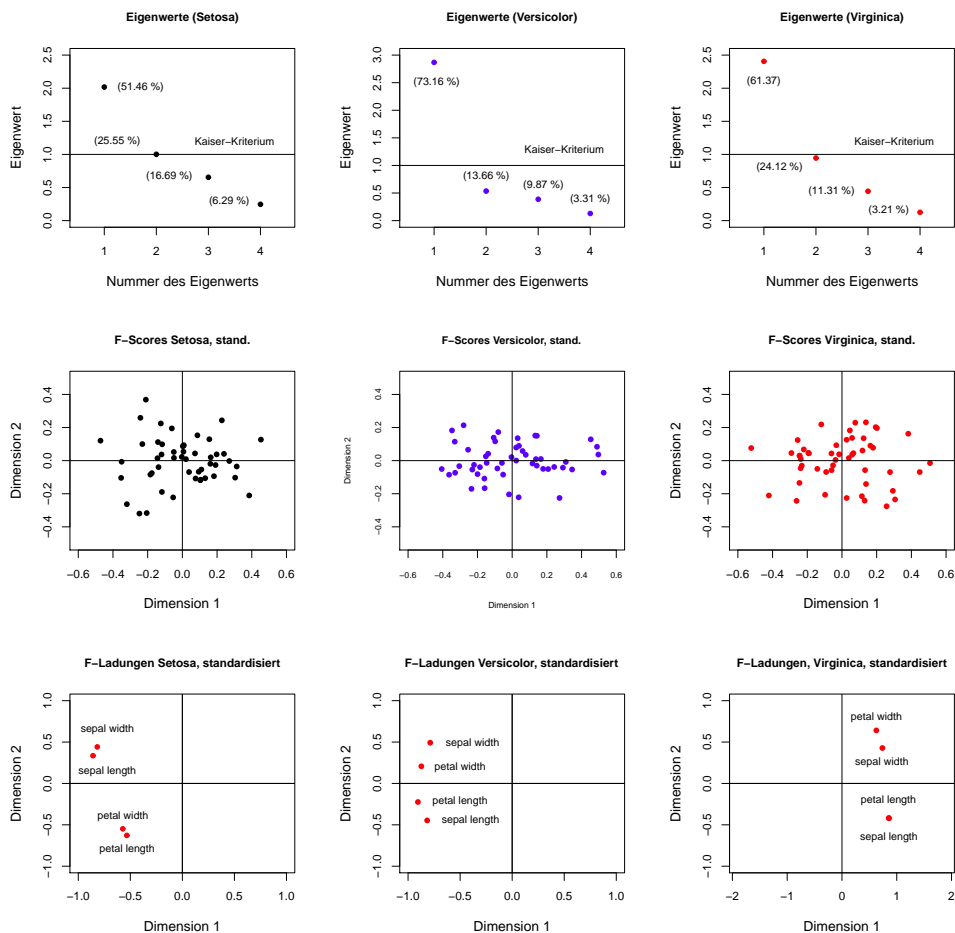 Eigenwerte (Setosa)
Eigenwert
0.0 0.5 1.0 1.5 2.0 2.5
(51.46 %)
(25.55 %)
Kaiser−Kriterium
(16.69 %)
(6.29 %)
1 2 3 4
Nummer des Eigenwerts
Eigenwerte (Versicolor)
Eigenwert
0.0 0.5 1.0 1.5 2.0 2.5 3.0
(73.16 %)
Kaiser−Kriterium
(13.66 %)
(9.87 %)
(3.31 %)
1 2 3 4
Nummer des Eigenwerts
Eigenwerte (Virginica)
Eigenwert
0.0 0.5 1.0 1.5 2.0 2.5
(61.37)
Kaiser−Kriterium
(24.12 %)
(11.31 %)
(3.21 %)
1 2 3 4
Nummer des Eigenwerts
F−Scores Setosa, stand.
Dimension 2
−0.4 −0.2 0.0 0.2 0.4
−0.6 −0.4 −0.2 0.0 0.2 0.4 0.6
Dimension 1
F−Scores Versicolor, stand.
Dimension 2
−0.4 −0.2 0.0 0.2 0.4
−0.6 −0.4 −0.2 0.0 0.2 0.4 0.6
Dimension 1
F−Scores Virginica, stand.
Dimension 2
−0.4 −0.2 0.0 0.2 0.4
−0.6 −0.4 −0.2 0.0 0.2 0.4 0.6
Dimension 1
F−Ladungen Setosa, standardisiert
Dimension 2
−1.0 −0.5 0.0 0.5 1.0
sepal width
sepal length
petal width
petal length
−1.0 −0.5 0.0 0.5 1.0
Dimension 1
F−Ladungen Versicolor, standardisiert
Dimension 2
−1.0 −0.5 0.0 0.5 1.0
sepal width
petal width
petal length
sepal length
−1.0 −0.5 0.0 0.5 1.0
Dimension 1
F−Ladungen, Virginica, standardisiert
Dimension 2
−1.0 −0.5 0.0 0.5 1.0
petal width
sepal width
petal length
sepal length
−2 −1 0 1 2
Dimension 1